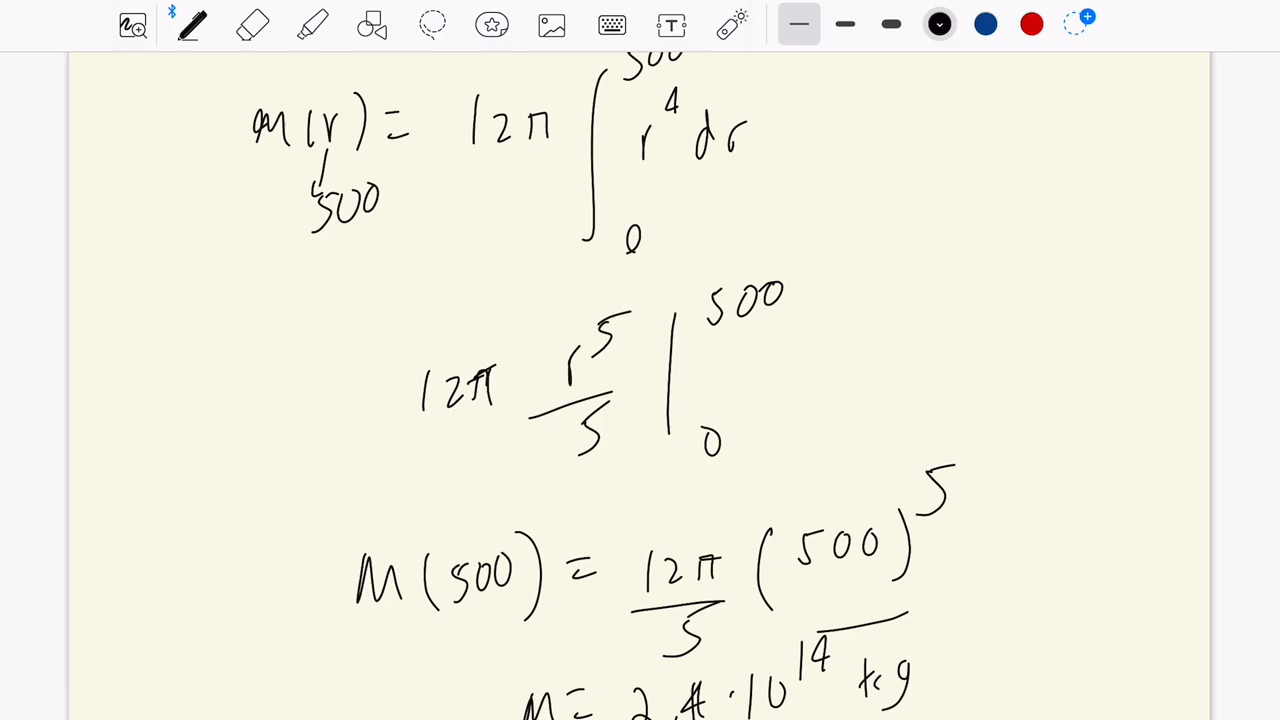 500
M(r) = 12π ∫ r⁴ dr
500
0
12π r⁵/5 | 500
0
M(500) = 12π/5 (500)⁵
M = 2.4 · 10¹⁴ kg